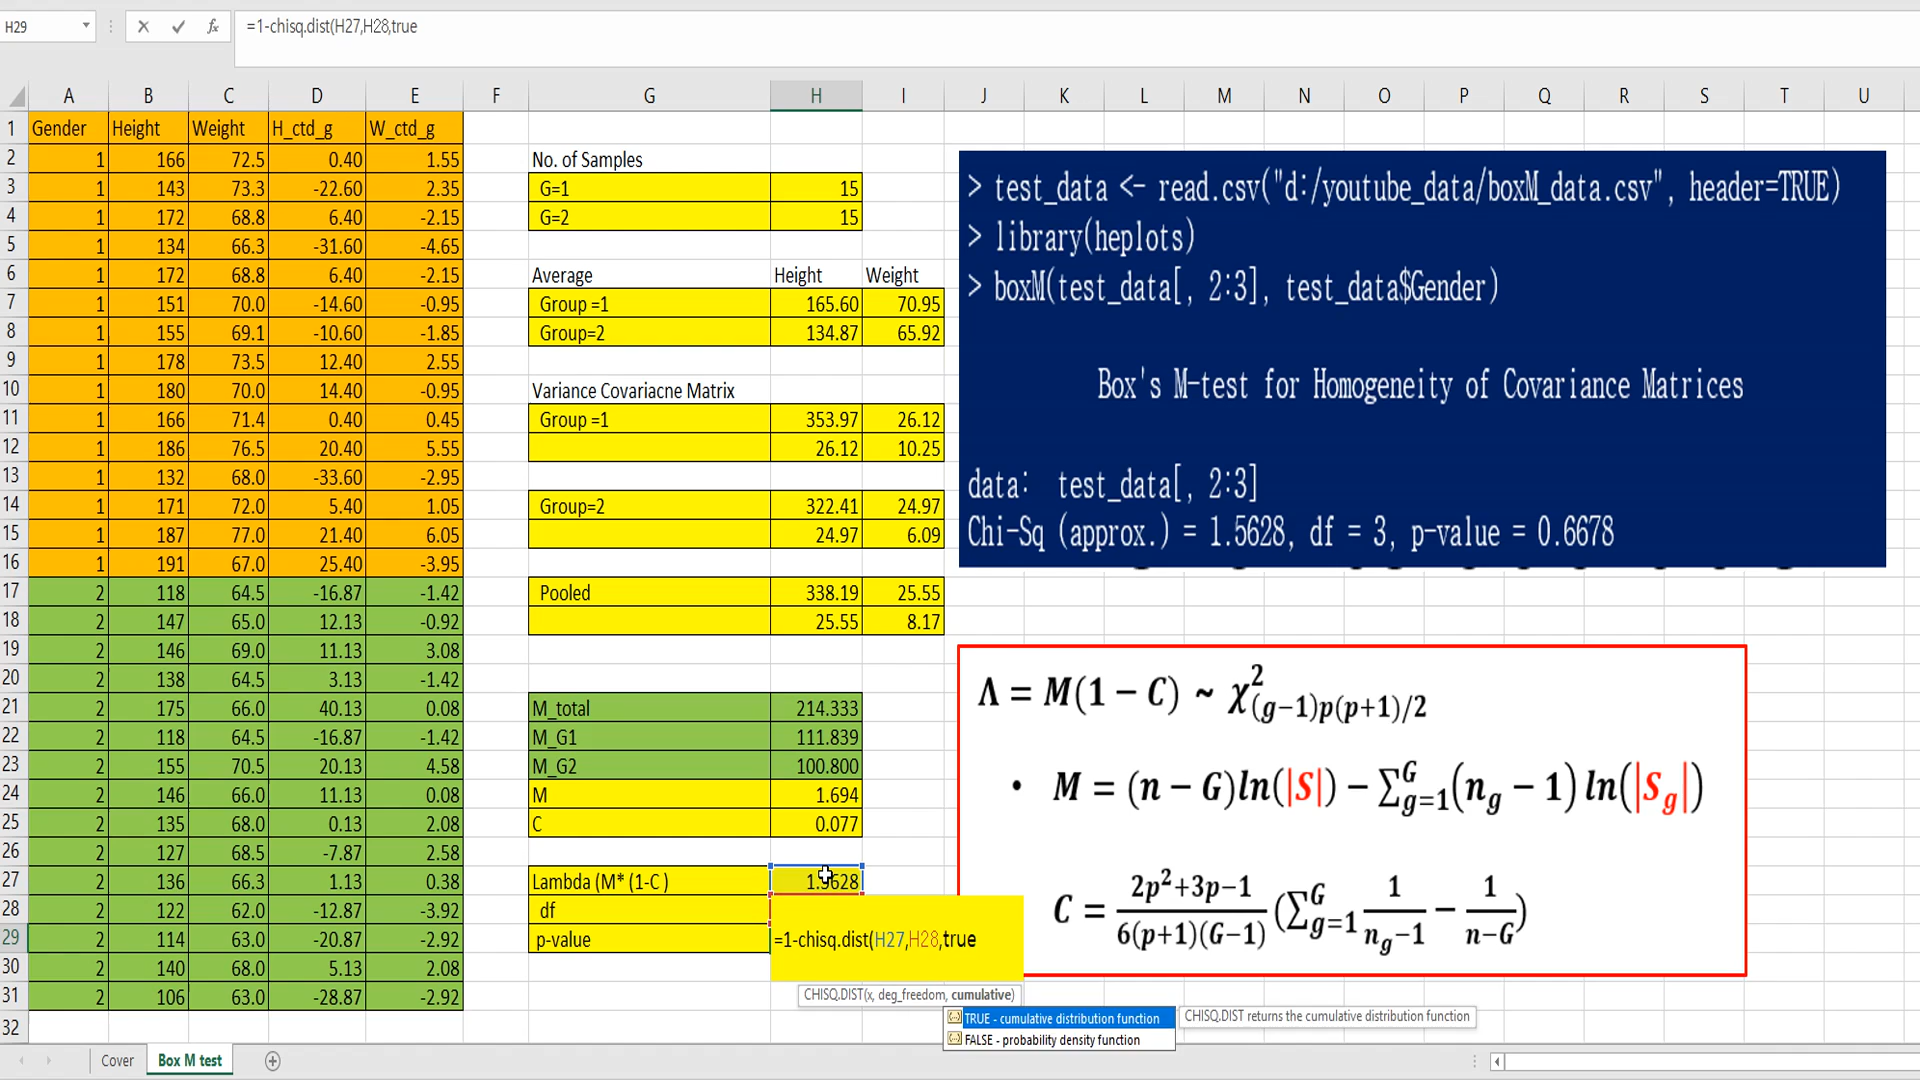 H29 =1-chisq.dist(H27,H28,true
A B C D E F G H I J K L M N O P Q R S T U
1 Gender Height Weight H_ctd_g W_ctd_g
2 1 166 72.5 0.40 1.55 No. of Samples
3 1 143 73.3 -22.60 2.35 G=1 15
4 1 172 68.8 6.40 -2.15 G=2 15
5 1 134 66.3 -31.60 -4.65
6 1 172 68.8 6.40 -2.15 Average Height Weight
7 1 151 70.0 -14.60 -0.95 Group =1 165.60 70.95
8 1 155 69.1 -10.60 -1.85 Group=2 134.87 65.92
9 1 178 73.5 12.40 2.55
10 1 180 70.0 14.40 -0.95 Variance Covariacne Matrix
11 1 166 71.4 0.40 0.45 Group =1 353.97 26.12
12 1 186 76.5 20.40 5.55 26.12 10.25
13 1 132 68.0 -33.60 -2.95
14 1 171 72.0 5.40 1.05 Group=2 322.41 24.97
15 1 187 77.0 21.40 6.05 24.97 6.09
16 1 191 67.0 25.40 -3.95
17 2 118 64.5 -16.87 -1.42 Pooled 338.19 25.55
18 2 147 65.0 12.13 -0.92 25.55 8.17
19 2 146 69.0 11.13 3.08
20 2 138 64.5 3.13 -1.42
21 2 175 66.0 40.13 0.08 M_total 214.333
22 2 118 64.5 -16.87 -1.42 M_G1 111.839
23 2 155 70.5 20.13 4.58 M_G2 100.800
24 2 146 66.0 11.13 0.08 M 1.694
25 2 135 68.0 0.13 2.08 C 0.077
26 2 127 68.5 -7.87 2.58
27 2 136 66.3 1.13 0.38 Lambda (M* (1-C ) 1.5628
28 2 122 62.0 -12.87 -3.92 df
29 2 114 63.0 -20.87 -2.92 p-value =1-chisq.dist(H27,H28,true
30 2 140 68.0 5.13 2.08
31 2 106 63.0 -28.87 -2.92
32
CHISQ.DIST(x, deg_freedom, cumulative)
TRUE - cumulative distribution function
FALSE - probability density function
CHISQ.DIST returns the cumulative distribution function
> test_data <- read.csv("d:/youtube_data/boxM_data.csv", header=TRUE)
> library(heplots)
> boxM(test_data[, 2:3], test_data$Gender)
Box's M-test for Homogeneity of Covariance Matrices
data: test_data[, 2:3]
Chi-Sq (approx.) = 1.5628, df = 3, p-value = 0.6678
Λ = M(1 − C) ~ χ²₍g−1₎p(p+1)/2
• M = (n − G)ln(|S|) − ∑ᴳg=1(ng − 1) ln(|Sg|)
C = (2p²+3p−1)/(6(p+1)(G−1)) (∑ᴳg=1 1/(ng−1) − 1/(n−G))
Cover Box M test